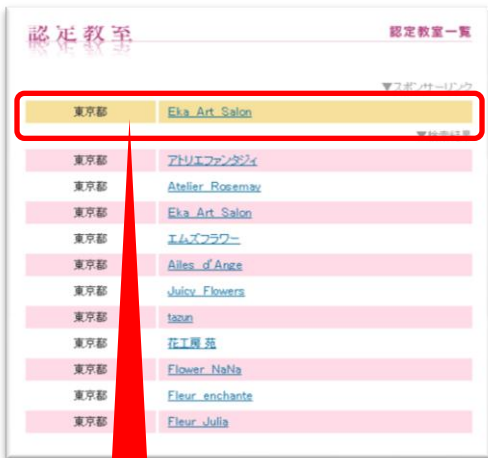 認定教室
認定教室一覧
▼スポンサーリンク
東京都 Eka Art Salon
▼検索結果
東京都 アトリエファンタジィ
東京都 Atelier Rosemay
東京都 Eka Art Salon
東京都 エムズフラワー
東京都 Ailes d'Ange
東京都 Juicy Flowers
東京都 tazun
東京都 花工房 苑
東京都 Flower NaNa
東京都 Fleur enchante
東京都 Fleur Julia